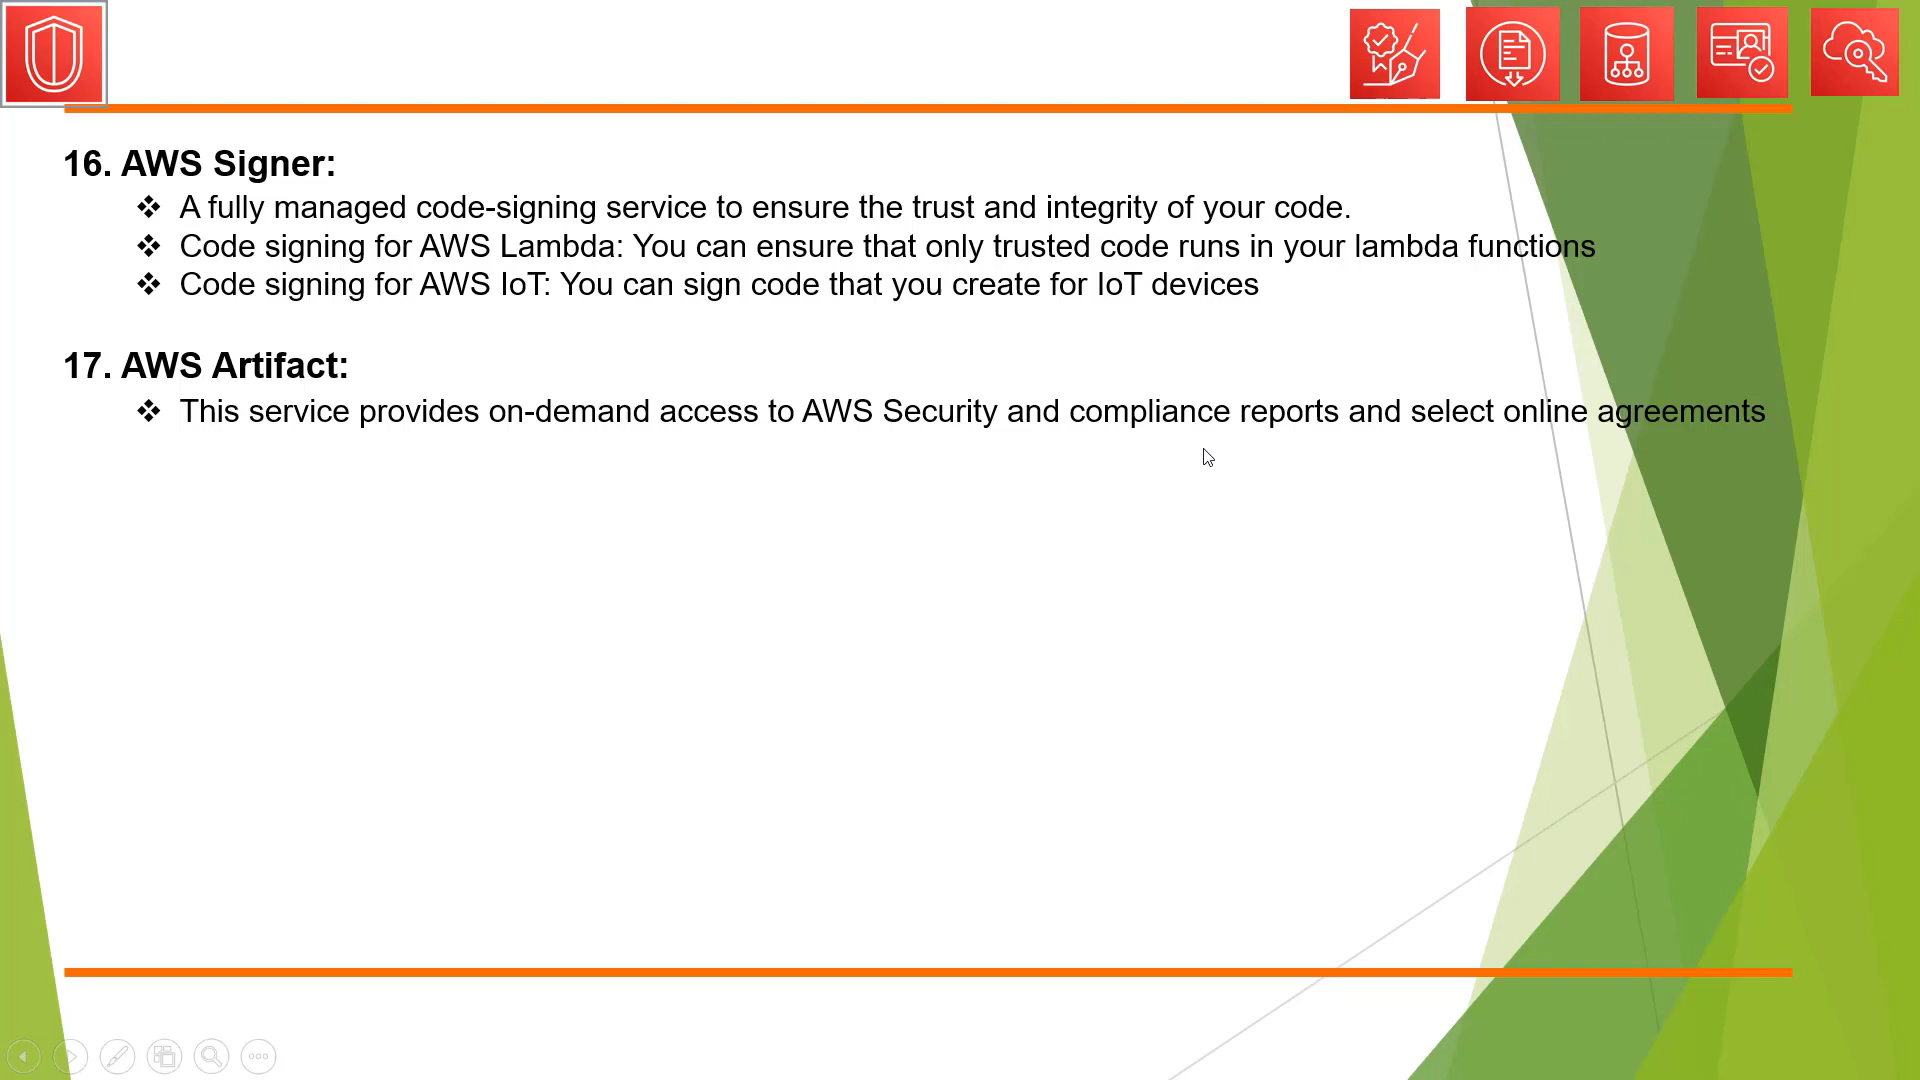 16. AWS Signer:
❖ A fully managed code-signing service to ensure the trust and integrity of your code.
❖ Code signing for AWS Lambda: You can ensure that only trusted code runs in your lambda functions
❖ Code signing for AWS IoT: You can sign code that you create for IoT devices
17. AWS Artifact:
❖ This service provides on-demand access to AWS Security and compliance reports and select online agreements